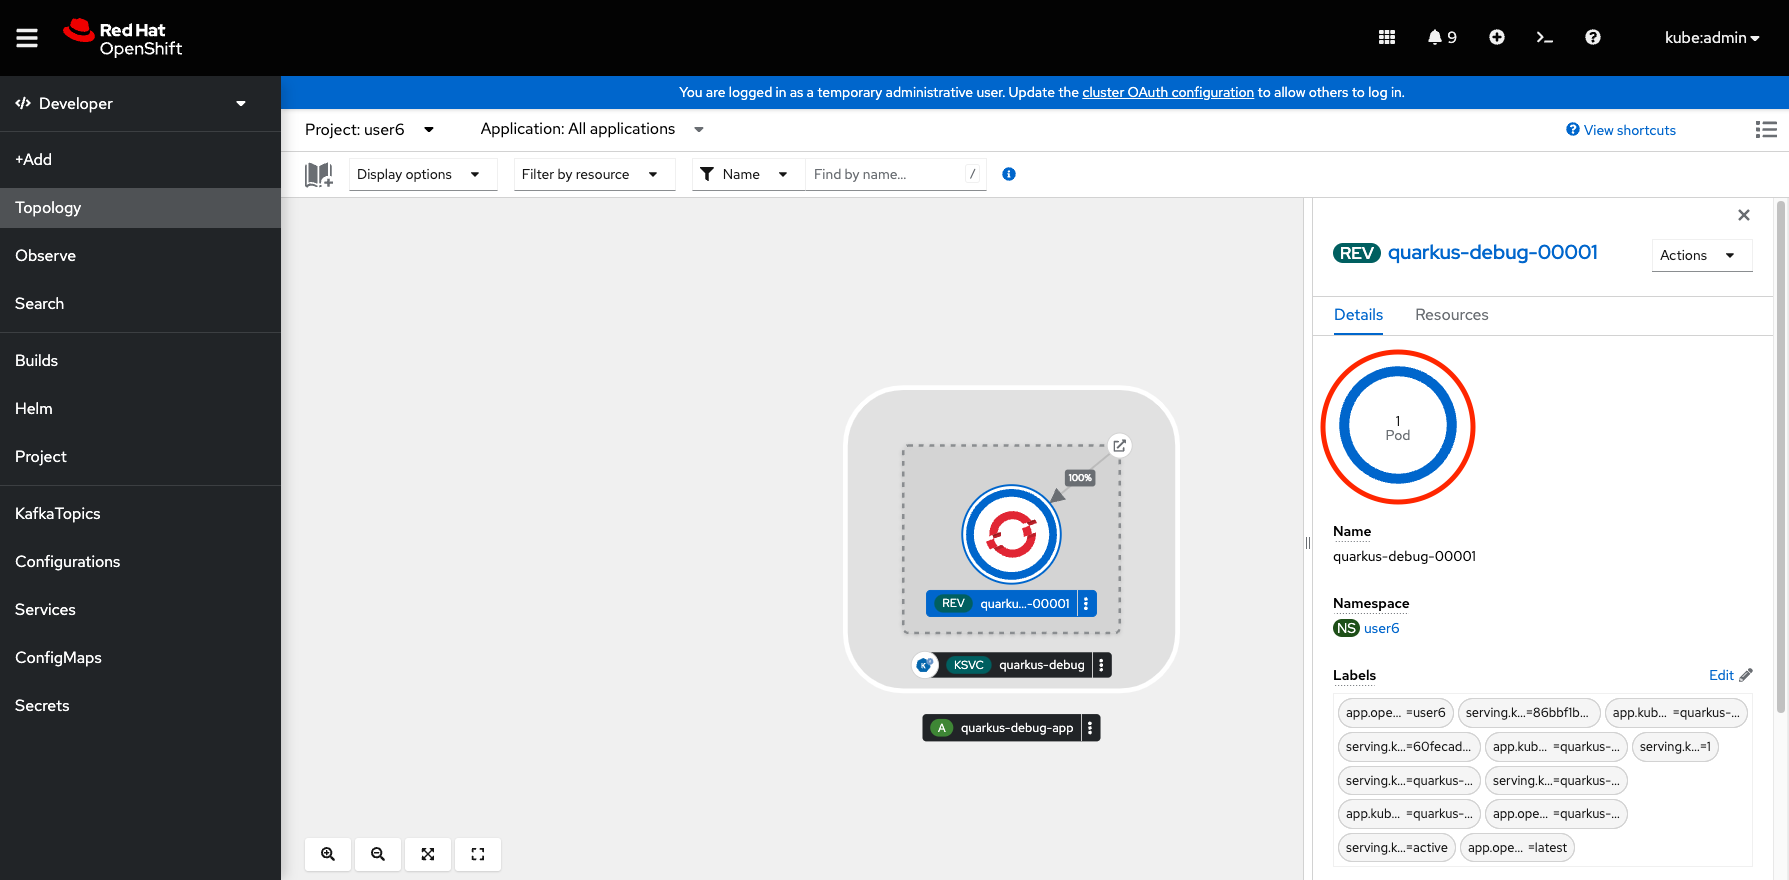 Red Hat
OpenShift
9
kube:admin
Developer
You are logged in as a temporary administrative user. Update the cluster OAuth configuration to allow others to log in.
Project: user6
Application: All applications
View shortcuts
+Add
Display options
Filter by resource
Name
Find by name...
/
Topology
Observe
Search
Builds
Helm
Project
KafkaTopics
Configurations
Services
ConfigMaps
Secrets
100%
REV quarku...-00001
KSVC quarkus-debug
A quarkus-debug-app
REV quarkus-debug-00001
Actions
Details Resources
1
Pod
Name
quarkus-debug-00001
Namespace
NS user6
Labels
Edit
app.ope... =user6 serving.k...=86bbf1b... app.kub... =quarkus-...
serving.k...=60fecad... app.kub... =quarkus-... serving.k...=1
serving.k...=quarkus-... serving.k...=quarkus-...
app.kub... =quarkus-... app.ope... =quarkus-...
serving.k...=active app.ope... =latest